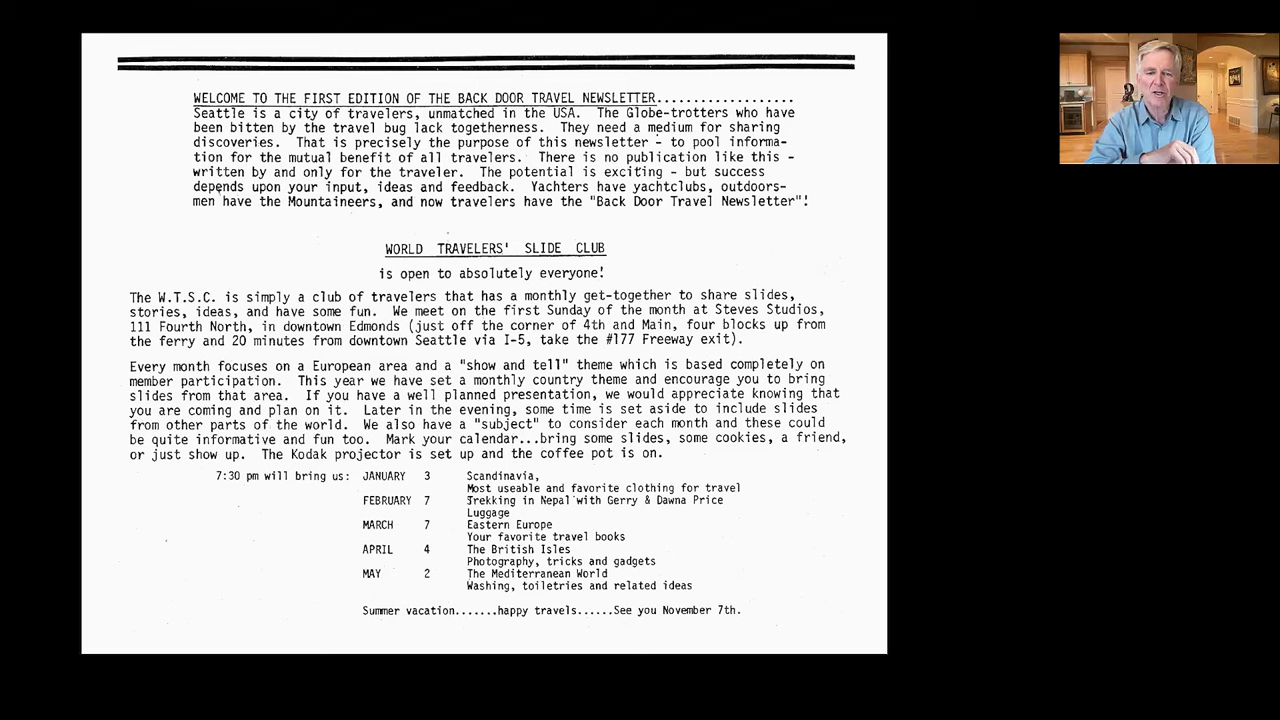 WELCOME TO THE FIRST EDITION OF THE BACK DOOR TRAVEL NEWSLETTER...................
Seattle is a city of travelers, unmatched in the USA. The Globe-trotters who have
been bitten by the travel bug lack togetherness. They need a medium for sharing
discoveries. That is precisely the purpose of this newsletter - to pool informa-
tion for the mutual benefit of all travelers. There is no publication like this -
written by and only for the traveler. The potential is exciting - but success
depends upon your input, ideas and feedback. Yachters have yachtclubs, outdoors-
men have the Mountaineers, and now travelers have the "Back Door Travel Newsletter"!
WORLD TRAVELERS' SLIDE CLUB
is open to absolutely everyone!
The W.T.S.C. is simply a club of travelers that has a monthly get-together to share slides,
stories, ideas, and have some fun. We meet on the first Sunday of the month at Steves Studios,
111 Fourth North, in downtown Edmonds (just off the corner of 4th and Main, four blocks up from
the ferry and 20 minutes from downtown Seattle via I-5, take the #177 Freeway exit).
Every month focuses on a European area and a "show and tell" theme which is based completely on
member participation. This year we have set a monthly country theme and encourage you to bring
slides from that area. If you have a well planned presentation, we would appreciate knowing that
you are coming and plan on it. Later in the evening, some time is set aside to include slides
from other parts of the world. We also have a "subject" to consider each month and these could
be quite informative and fun too. Mark your calendar...bring some slides, some cookies, a friend,
or just show up. The Kodak projector is set up and the coffee pot is on.
7:30 pm will bring us: JANUARY 3 Scandinavia,
Most useable and favorite clothing for travel
FEBRUARY 7 Trekking in Nepal with Gerry & Dawna Price
Luggage
MARCH 7 Eastern Europe
Your favorite travel books
APRIL 4 The British Isles
Photography, tricks and gadgets
MAY 2 The Mediterranean World
Washing, toiletries and related ideas
Summer vacation.......happy travels......See you November 7th.